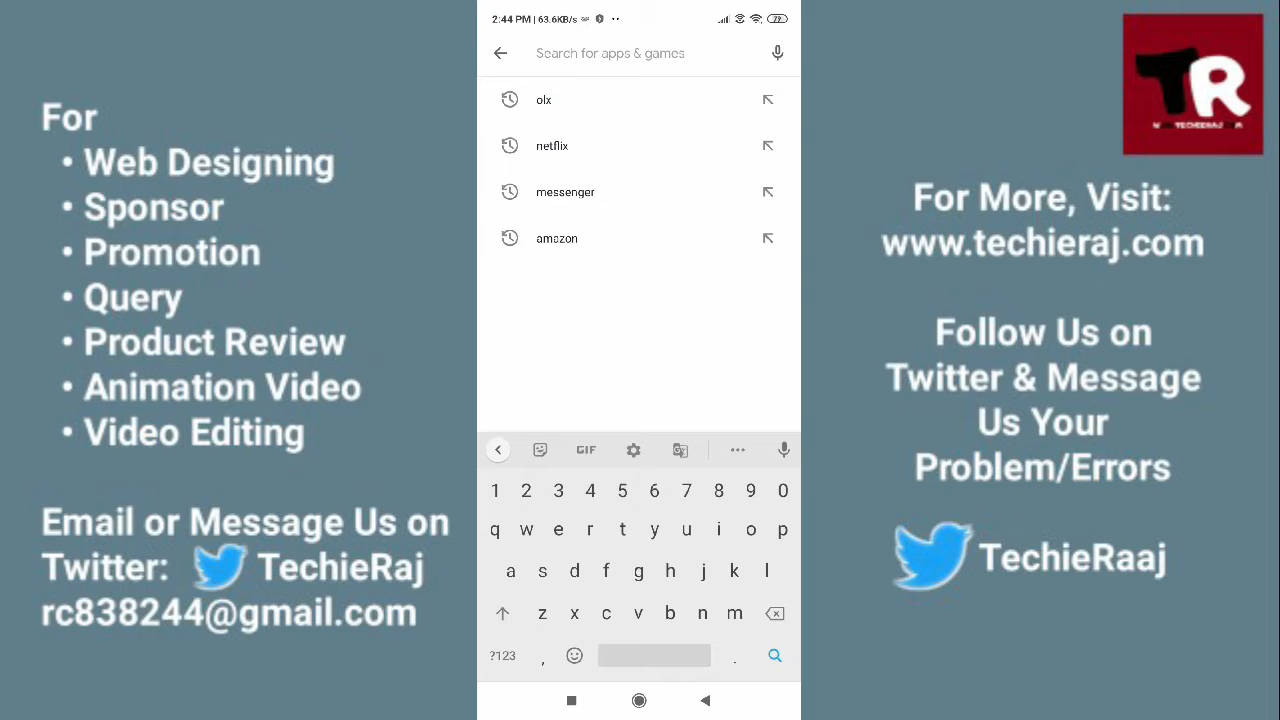 For
• Web Designing
• Sponsor
• Promotion
• Query
• Product Review
• Animation Video
• Video Editing
Email or Message Us on
Twitter: TechieRaj
rc838244@gmail.com
2:44 PM | 63.6KB/s
79
Search for apps & games
olx
netflix
messenger
amazon
GIF
1 2 3 4 5 6 7 8 9 0
q w e r t y u i o p
a s d f g h j k l
z x c v b n m
?123 , .
TR
For More, Visit:
www.techieraj.com
Follow Us on
Twitter & Message
Us Your
Problem/Errors
TechieRaaj